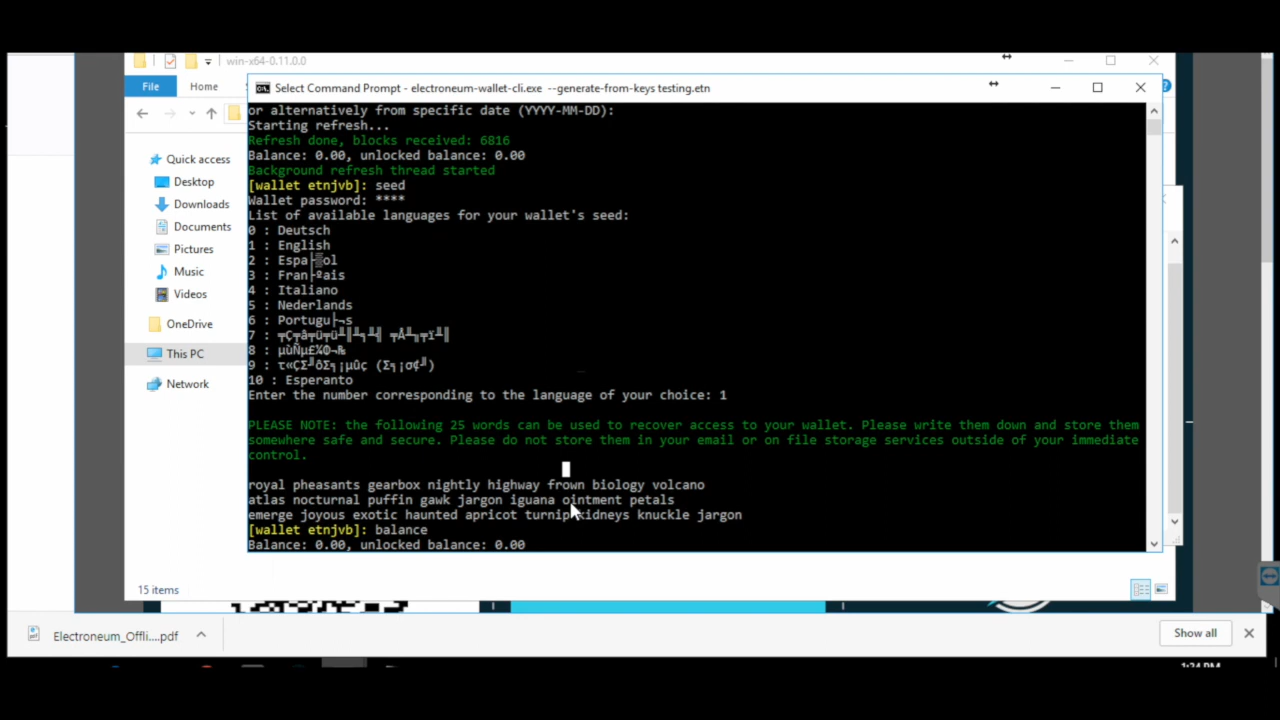 win-x64-0.11.0.0
File
Home
Select Command Prompt - electroneum-wallet-cli.exe --generate-from-keys testing.etn
or alternatively from specific date (YYYY-MM-DD):
Starting refresh...
Refresh done, blocks received: 6816
Balance: 0.00, unlocked balance: 0.00
Background refresh thread started
[wallet etnjvb]: seed
Wallet password: ****
List of available languages for your wallet's seed:
0 : Deutsch
1 : English
2 : Espa├▒ol
3 : Fran├ºais
4 : Italiano
5 : Nederlands
6 : Portugu├¬s
10 : Esperanto
Enter the number corresponding to the language of your choice: 1
PLEASE NOTE: the following 25 words can be used to recover access to your wallet. Please write them down and store them
somewhere safe and secure. Please do not store them in your email or on file storage services outside of your immediate
control.
royal pheasants gearbox nightly highway frown biology volcano
atlas nocturnal puffin gawk jargon iguana ointment petals
emerge joyous exotic haunted apricot turnip kidneys knuckle jargon
[wallet etnjvb]: balance
Balance: 0.00, unlocked balance: 0.00
Quick access
Desktop
Downloads
Documents
Pictures
Music
Videos
OneDrive
This PC
Network
15 items
Electroneum_Offli....pdf
Show all
1:34 PM